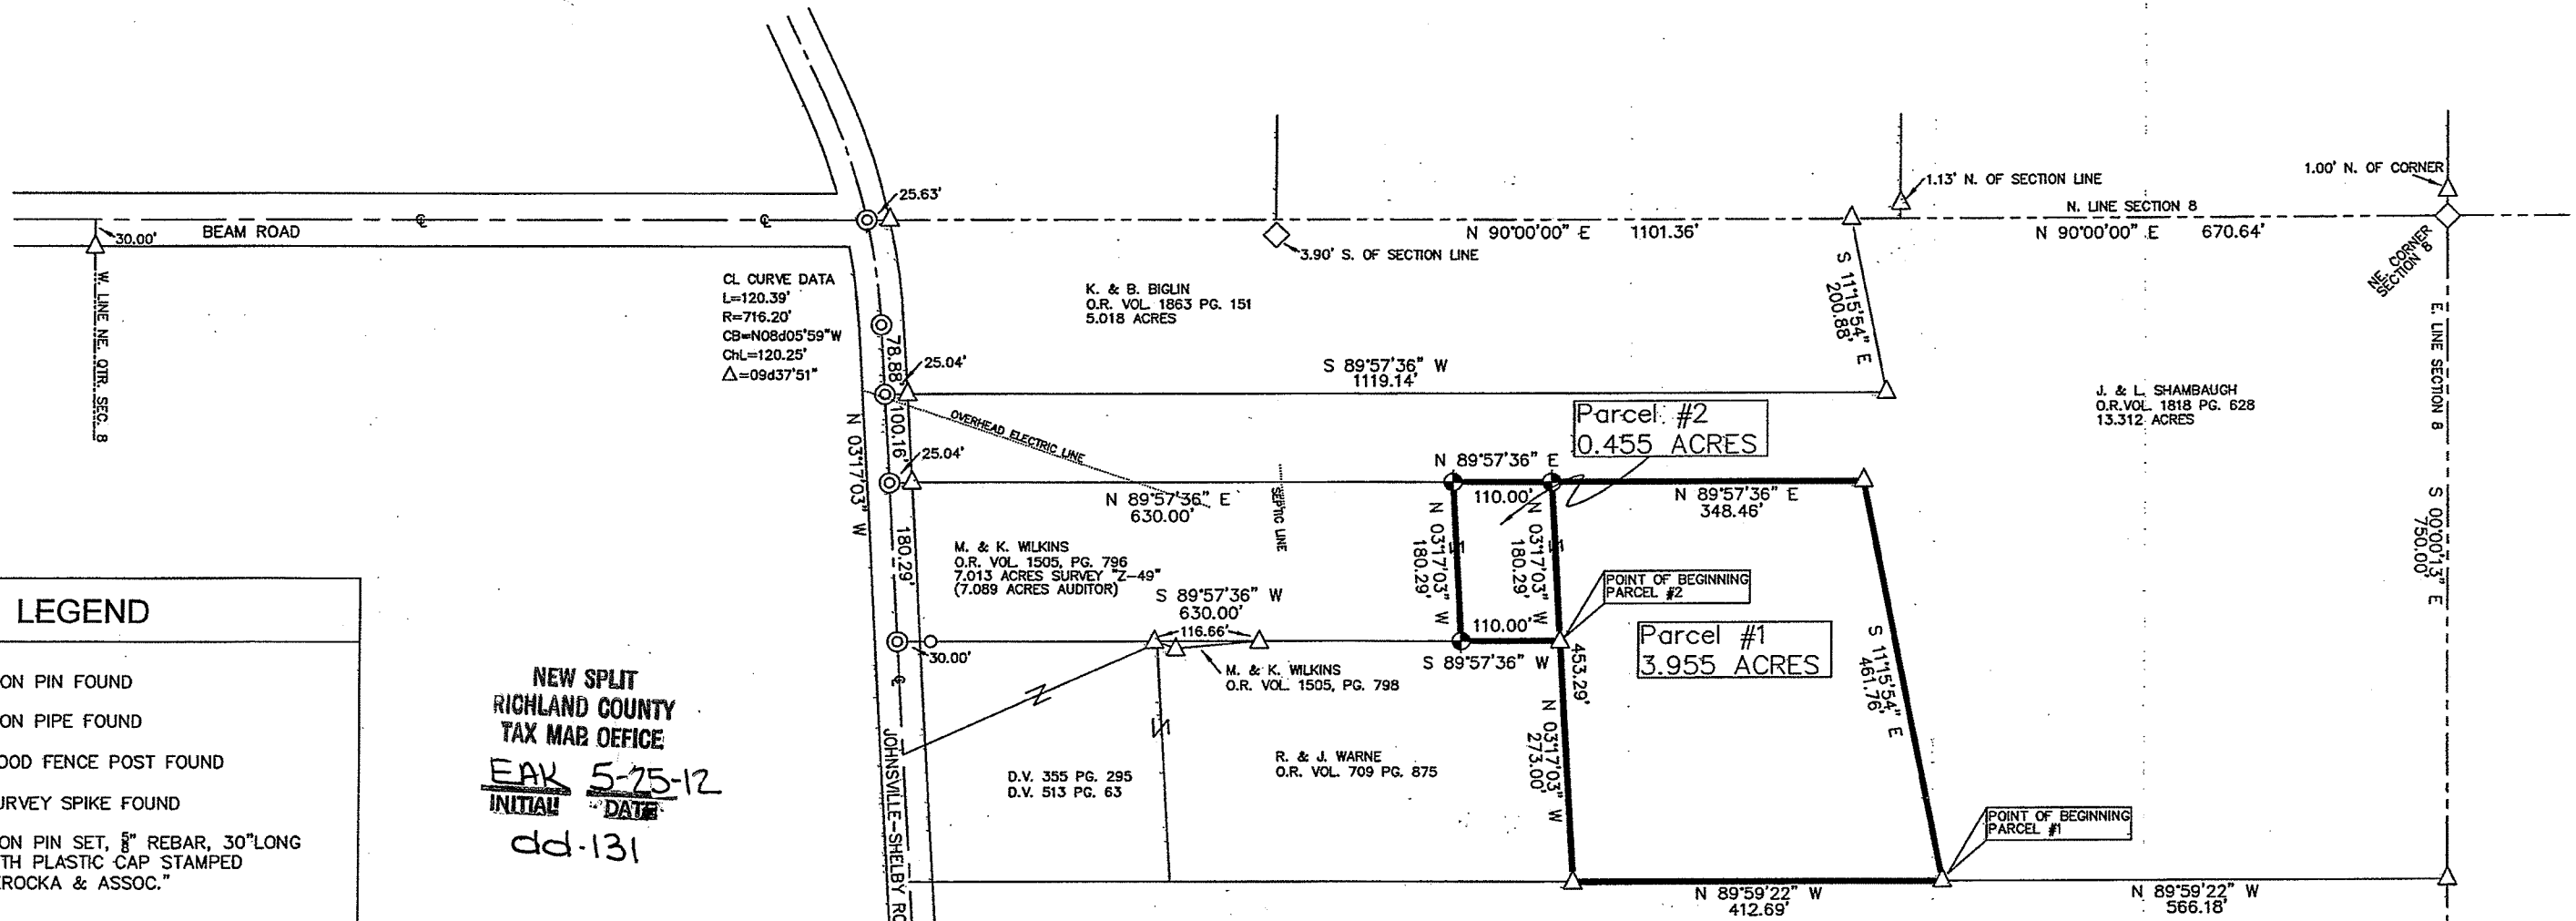 25.63'
1.13' N. OF SECTION LINE
1.00' N. OF CORNER
N. LINE SECTION 8
BEAM ROAD
30.00'
N 90°00'00" E 1101.36'
N 90°00'00" E 670.64'
3.90' S. OF SECTION LINE
NE. CORNER
SECTION 8
W. LINE NE. QTR. SEC. 8
CL CURVE DATA
L=120.39'
R=716.20'
CB=N08d05'59"W
ChL=120.25'
△=09d37'51"
K. & B. BIGLIN
O.R. VOL. 1863 PG. 151
5.018 ACRES
S 11°15'54" E
200.88'
E. LINE SECTION 8
S 00°00'13" E
750.00'
78.88'
25.04'
S 89°57'36" W
1119.14'
J. & L. SHAMBAUGH
O.R.VOL. 1818 PG. 628
13.312 ACRES
OVERHEAD ELECTRIC LINE
100.16'
N 03°17'03" W
25.04'
Parcel #2
0.455 ACRES
N 89°57'36" E
110.00'
N 89°57'36" E
630.00'
SEPTIC LINE
N 89°57'36" E
348.46'
180.29'
N 03°17'03" W
180.29'
N 03°17'03" W
180.29'
M. & K. WILKINS
O.R. VOL. 1505, PG. 796
7.013 ACRES SURVEY "Z-49"
(7.089 ACRES AUDITOR)
S 89°57'36" W
630.00'
116.66'
POINT OF BEGINNING
PARCEL #2
110.00'
S 89°57'36" W
Parcel #1
3.955 ACRES
30.00'
M. & K. WILKINS
O.R. VOL. 1505, PG. 798
453.29'
S 11°15'54" E
461.76'
N 03°17'03" W
273.00'
JOHNSVILLE-SHELBY RO
D.V. 355 PG. 295
D.V. 513 PG. 63
R. & J. WARNE
O.R. VOL. 709 PG. 875
POINT OF BEGINNING
PARCEL #1
N 89°59'22" W
412.69'
N 89°59'22" W
566.18'
LEGEND
ON PIN FOUND
ON PIPE FOUND
OOD FENCE POST FOUND
URVEY SPIKE FOUND
ON PIN SET, 5/8" REBAR, 30"LONG
TH PLASTIC CAP STAMPED
ROCKA & ASSOC."
NEW SPLIT
RICHLAND COUNTY
TAX MAP OFFICE
EAK 5-25-12
INITIAL DATE
dd-131